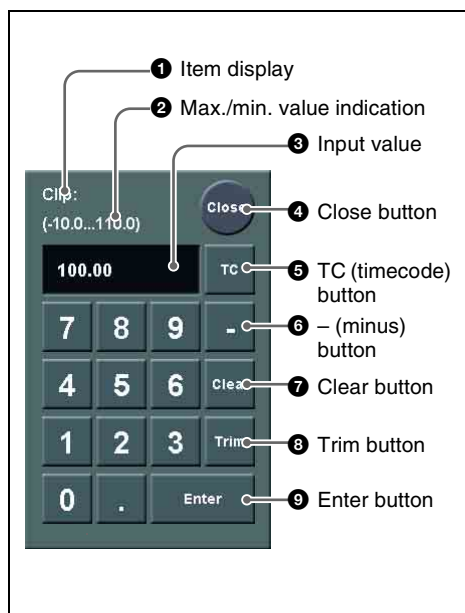 1 Item display
2 Max./min. value indication
3 Input value
Clip:
(-10.0...110.0)
Close
4 Close button
100.00
TC
5 TC (timecode)
button
7 8 9 -
6 – (minus)
button
4 5 6 Clear
7 Clear button
1 2 3 Trim
8 Trim button
0 . Enter
9 Enter button